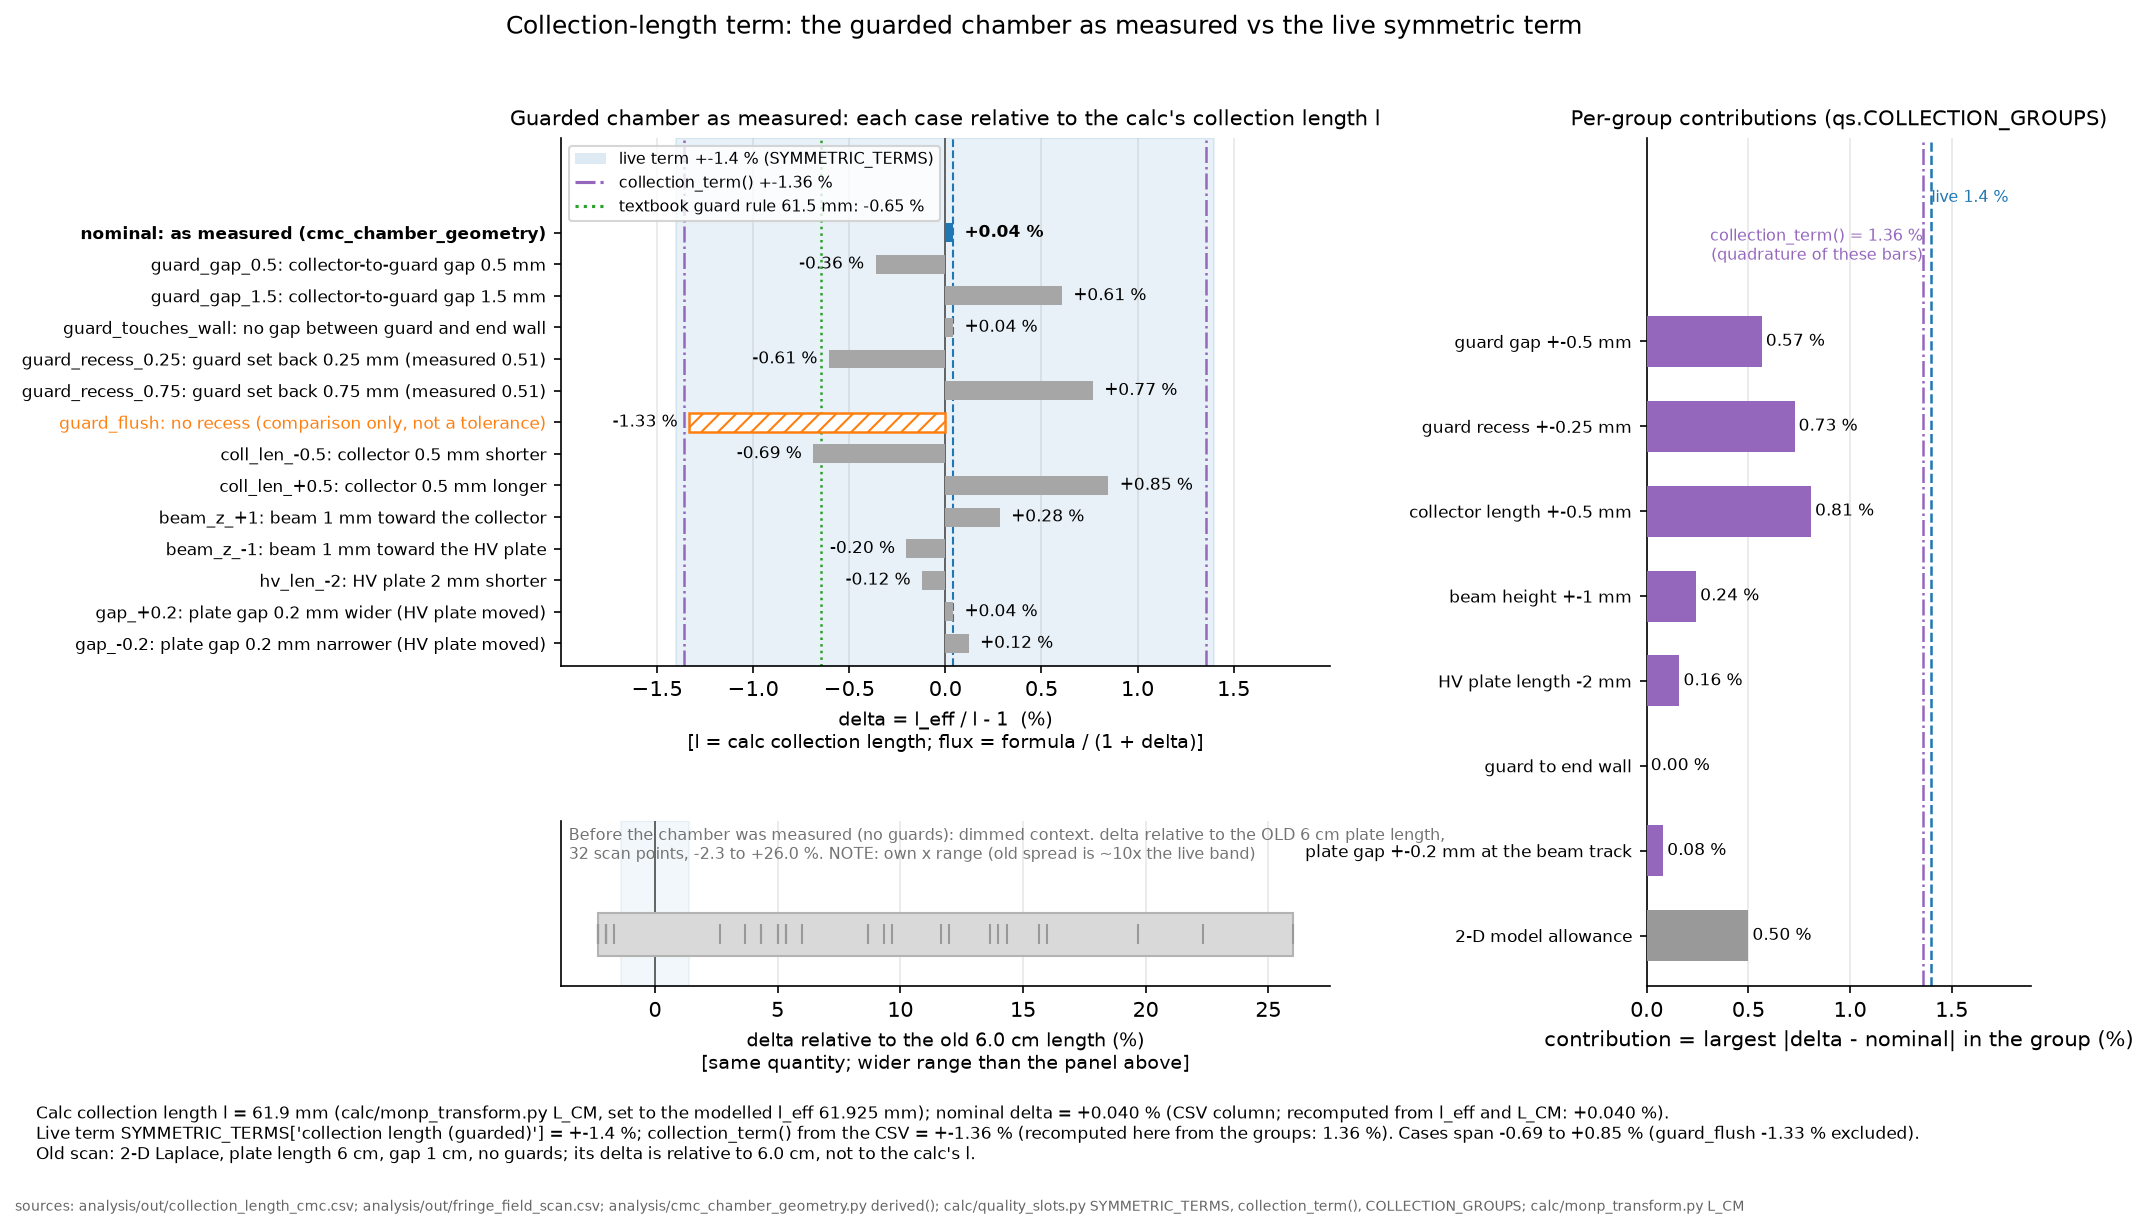 Collection-length term: the guarded chamber as measured vs the live symmetric term
Guarded chamber as measured: each case relative to the calc's collection length l
live term +-1.4 % (SYMMETRIC_TERMS)
collection_term() +-1.36 %
textbook guard rule 61.5 mm: -0.65 %
nominal: as measured (cmc_chamber_geometry)
+0.04 %
guard_gap_0.5: collector-to-guard gap 0.5 mm
-0.36 %
guard_gap_1.5: collector-to-guard gap 1.5 mm
+0.61 %
guard_touches_wall: no gap between guard and end wall
+0.04 %
guard_recess_0.25: guard set back 0.25 mm (measured 0.51)
-0.61 %
guard_recess_0.75: guard set back 0.75 mm (measured 0.51)
+0.77 %
guard_flush: no recess (comparison only, not a tolerance)
-1.33 %
coll_len_-0.5: collector 0.5 mm shorter
-0.69 %
coll_len_+0.5: collector 0.5 mm longer
+0.85 %
beam_z_+1: beam 1 mm toward the collector
+0.28 %
beam_z_-1: beam 1 mm toward the HV plate
-0.20 %
hv_len_-2: HV plate 2 mm shorter
-0.12 %
gap_+0.2: plate gap 0.2 mm wider (HV plate moved)
+0.04 %
gap_-0.2: plate gap 0.2 mm narrower (HV plate moved)
+0.12 %
−1.5 −1.0 −0.5 0.0 0.5 1.0 1.5
delta = l_eff / l - 1 (%)
[l = calc collection length; flux = formula / (1 + delta)]
Before the chamber was measured (no guards): dimmed context. delta relative to the OLD 6 cm plate length,
32 scan points, -2.3 to +26.0 %. NOTE: own x range (old spread is ~10x the live band)
0 5 10 15 20 25
delta relative to the old 6.0 cm length (%)
[same quantity; wider range than the panel above]
Per-group contributions (qs.COLLECTION_GROUPS)
live 1.4 %
collection_term() = 1.36 %
(quadrature of these bars)
guard gap +-0.5 mm
0.57 %
guard recess +-0.25 mm
0.73 %
collector length +-0.5 mm
0.81 %
beam height +-1 mm
0.24 %
HV plate length -2 mm
0.16 %
guard to end wall
0.00 %
plate gap +-0.2 mm at the beam track
0.08 %
2-D model allowance
0.50 %
0.0 0.5 1.0 1.5
contribution = largest |delta - nominal| in the group (%)
Calc collection length l = 61.9 mm (calc/monp_transform.py L_CM, set to the modelled l_eff 61.925 mm); nominal delta = +0.040 % (CSV column; recomputed from l_eff and L_CM: +0.040 %).
Live term SYMMETRIC_TERMS['collection length (guarded)'] = +-1.4 %; collection_term() from the CSV = +-1.36 % (recomputed here from the groups: 1.36 %). Cases span -0.69 to +0.85 % (guard_flush -1.33 % excluded).
Old scan: 2-D Laplace, plate length 6 cm, gap 1 cm, no guards; its delta is relative to 6.0 cm, not to the calc's l.
sources: analysis/out/collection_length_cmc.csv; analysis/out/fringe_field_scan.csv; analysis/cmc_chamber_geometry.py derived(); calc/quality_slots.py SYMMETRIC_TERMS, collection_term(), COLLECTION_GROUPS; calc/monp_transform.py L_CM